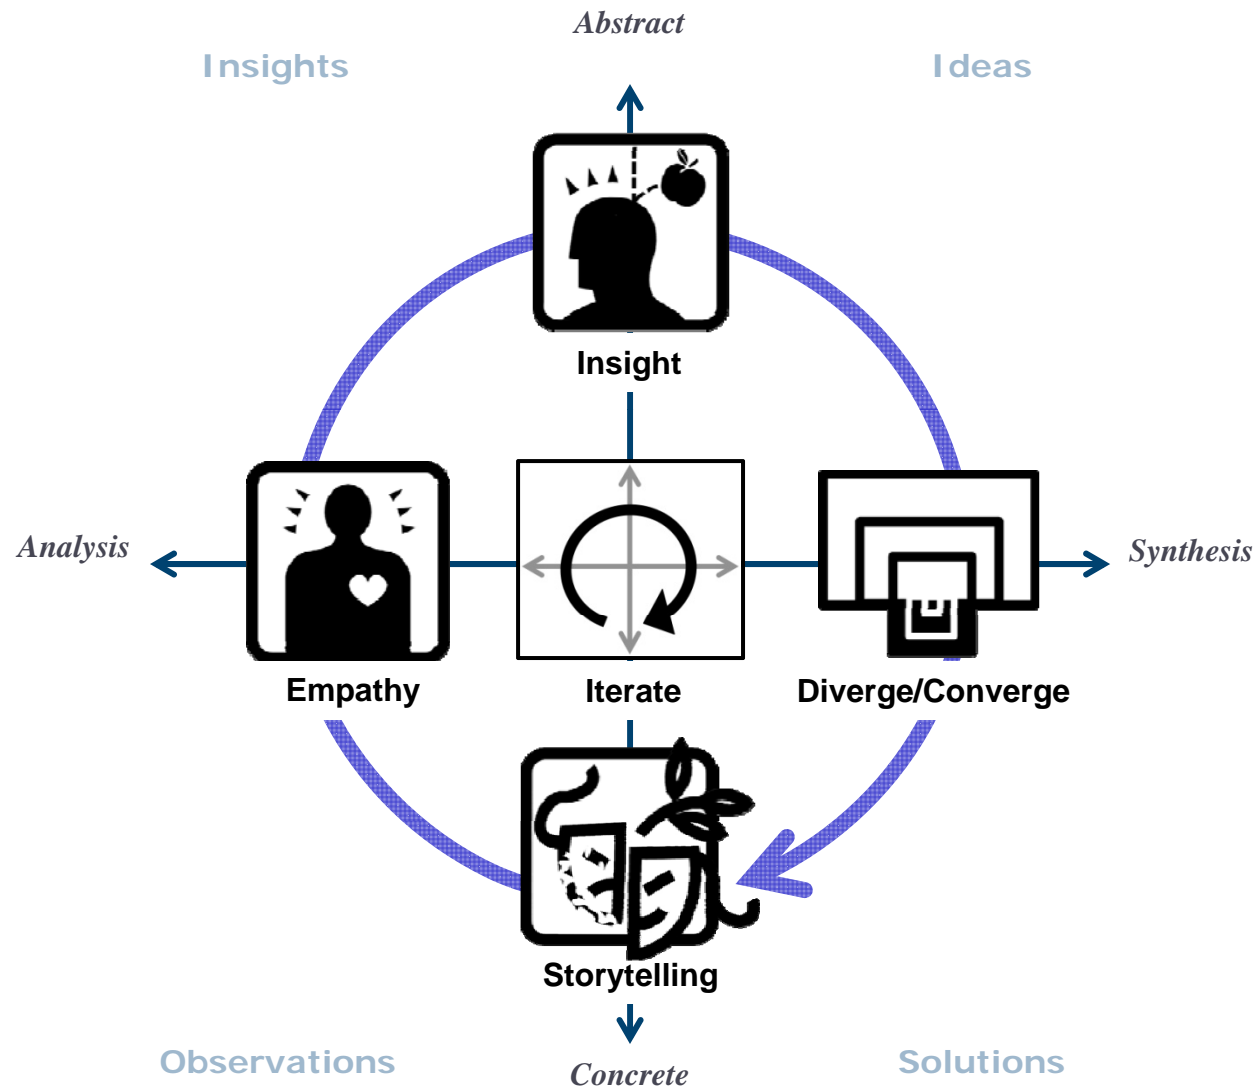 Abstract
Insights
Ideas
Insight
Analysis
Synthesis
Empathy
Iterate
Diverge/Converge
Storytelling
Observations
Concrete
Solutions